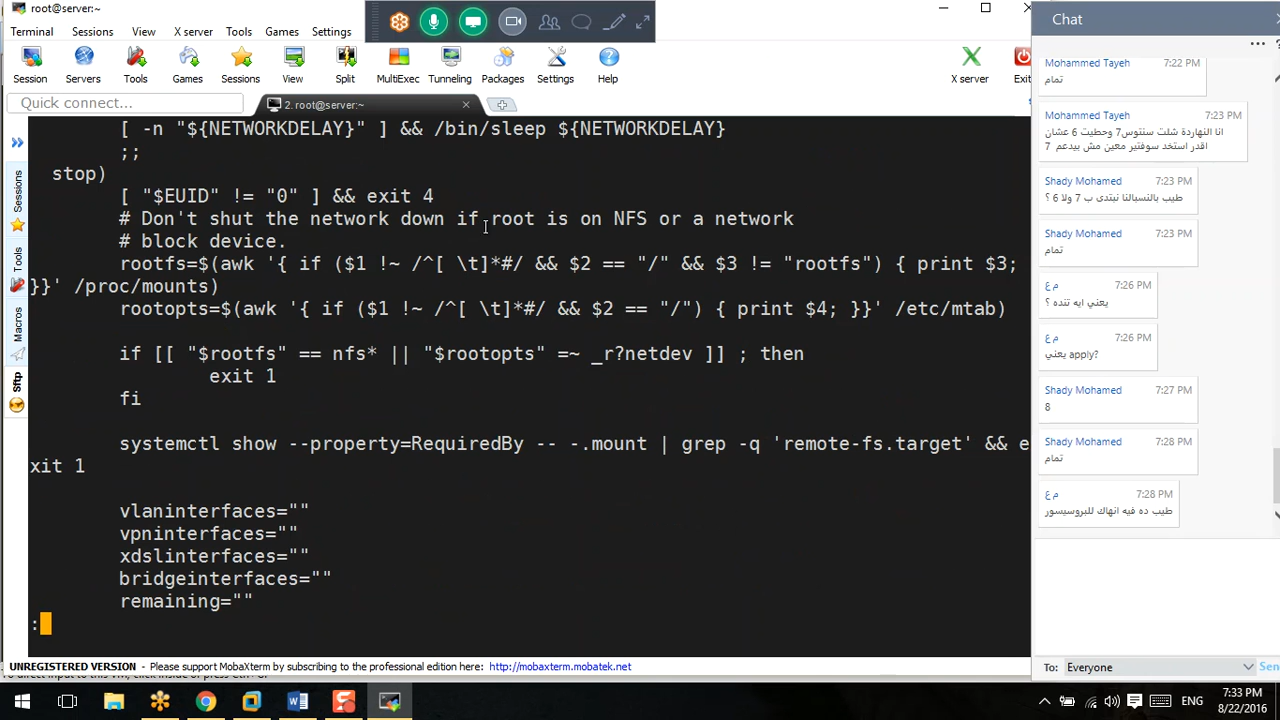 root@server:~
Terminal Sessions View X server Tools Games Settings
Session Servers Tools Games Sessions View Split MultiExec Tunneling Packages Settings Help X server Exit
Quick connect...
2. root@server:~
Sessions
Tools
Macros
Sftp
[ -n "${NETWORKDELAY}" ] && /bin/sleep ${NETWORKDELAY}
;;
stop)
[ "$EUID" != "0" ] && exit 4
# Don't shut the network down if root is on NFS or a network
# block device.
rootfs=$(awk '{ if ($1 !~ /^[ \t]*#/ && $2 == "/" && $3 != "rootfs") { print $3;
}}' /proc/mounts)
rootopts=$(awk '{ if ($1 !~ /^[ \t]*#/ && $2 == "/") { print $4; }}' /etc/mtab)
if [[ "$rootfs" == nfs* || "$rootopts" =~ _r?netdev ]] ; then
exit 1
fi
systemctl show --property=RequiredBy -- -.mount | grep -q 'remote-fs.target' && e
xit 1
vlaninterfaces=""
vpninterfaces=""
xdslinterfaces=""
bridgeinterfaces=""
remaining=""
:
UNREGISTERED VERSION - Please support MobaXterm by subscribing to the professional edition here: http://mobaxterm.mobatek.net
Chat
Mohammed Tayeh 7:22 PM
تمام
Mohammed Tayeh 7:23 PM
انا النهاردة شلت سنتوس7 وحطيت 6 عشان
اقدر استخد سوفتير معين مش بيدعم 7
Shady Mohamed 7:23 PM
طيب بالنسبالنا نبتدى ب 7 ولا 6 ؟
Shady Mohamed 7:23 PM
تمام
م ع 7:26 PM
يعني ايه تنده ؟
م ع 7:26 PM
يعني apply?
Shady Mohamed 7:27 PM
8
Shady Mohamed 7:28 PM
تمام
م ع 7:28 PM
طيب ده فيه انهاك للبروسيسور
To: Everyone Sen
ENG
7:33 PM
8/22/2016